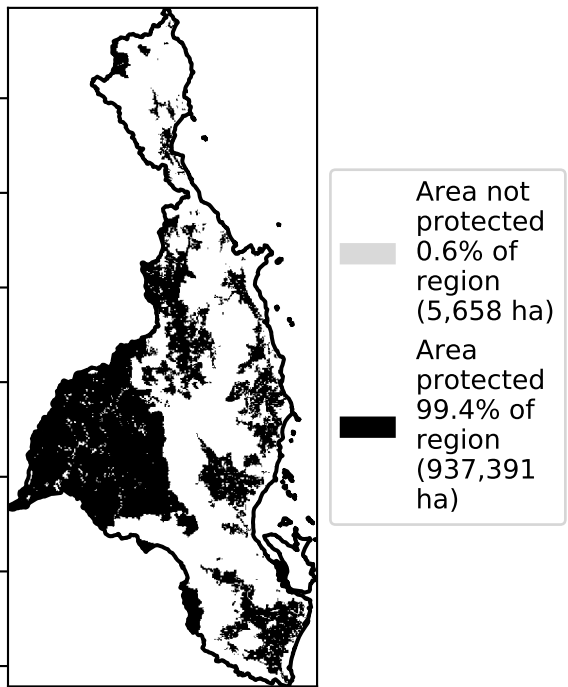 Area not
protected
0.6% of
region
(5,658 ha)
Area
protected
99.4% of
region
(937,391
ha)